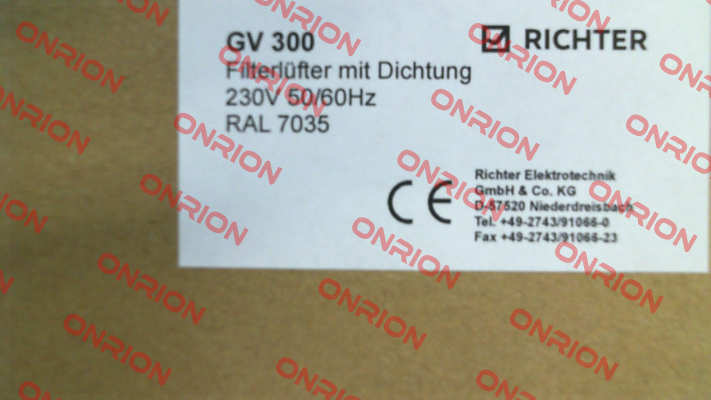 GV 300
RICHTER
Filterlüfter mit Dichtung
230V 50/60Hz
RAL 7035
CE
Richter Elektrotechnik
GmbH & Co. KG
D-57520 Niederdreisbach
Tel. +49-2743/91066-0
Fax +49-2743/91066-23
ONRION